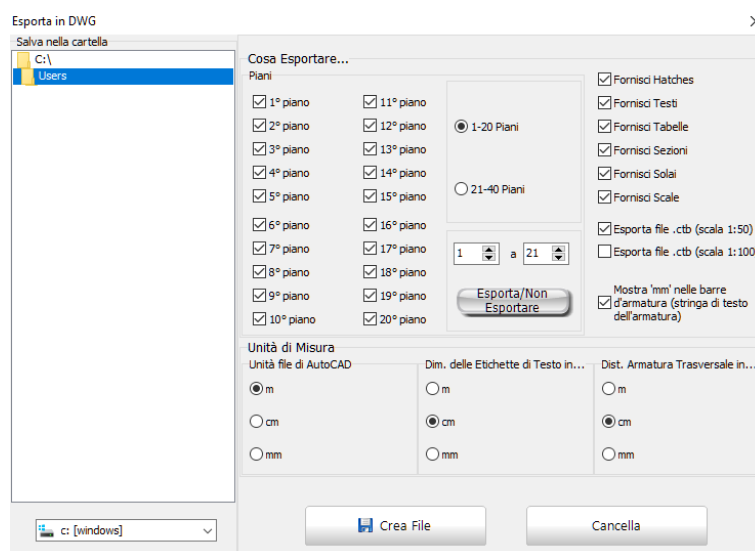 Esporta in DWG
Salva nella cartella
C:\
Users
c: [windows]
Cosa Esportare...
Piani
1° piano
2° piano
3° piano
4° piano
5° piano
6° piano
7° piano
8° piano
9° piano
10° piano
11° piano
12° piano
13° piano
14° piano
15° piano
16° piano
17° piano
18° piano
19° piano
20° piano
1-20 Piani
21-40 Piani
1 a 21
Esporta/Non
Esportare
Fornisci Hatches
Fornisci Testi
Fornisci Tabelle
Fornisci Sezioni
Fornisci Solai
Fornisci Scale
Esporta file .ctb (scala 1:50)
Esporta file .ctb (scala 1:100
Mostra 'mm' nelle barre
d'armatura (stringa di testo
dell'armatura)
Unità di Misura
Unità file di AutoCAD
m
cm
mm
Dim. delle Etichette di Testo in...
m
cm
mm
Dist. Armatura Trasversale in...
m
cm
mm
Crea File
Cancella